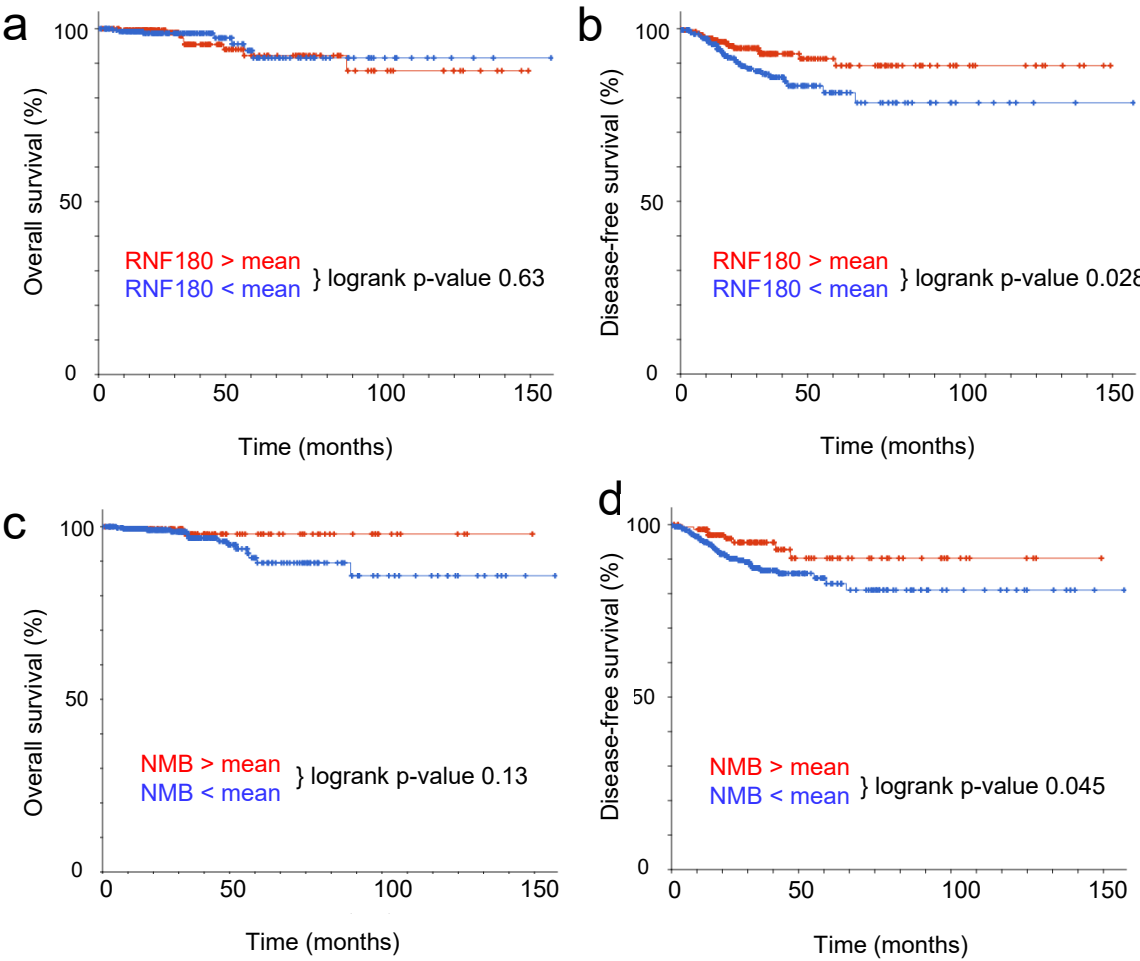 a
100
50
0
Overall survival (%)
RNF180 > mean
RNF180 < mean
} logrank p-value 0.63
0
50
100
150
Time (months)
b
100
50
0
Disease-free survival (%)
RNF180 > mean
RNF180 < mean
} logrank p-value 0.028
0
50
100
150
Time (months)
c
100
50
0
Overall survival (%)
NMB > mean
NMB < mean
} logrank p-value 0.13
0
50
100
150
Time (months)
d
100
50
0
Disease-free survival (%)
NMB > mean
NMB < mean
} logrank p-value 0.045
0
50
100
150
Time (months)